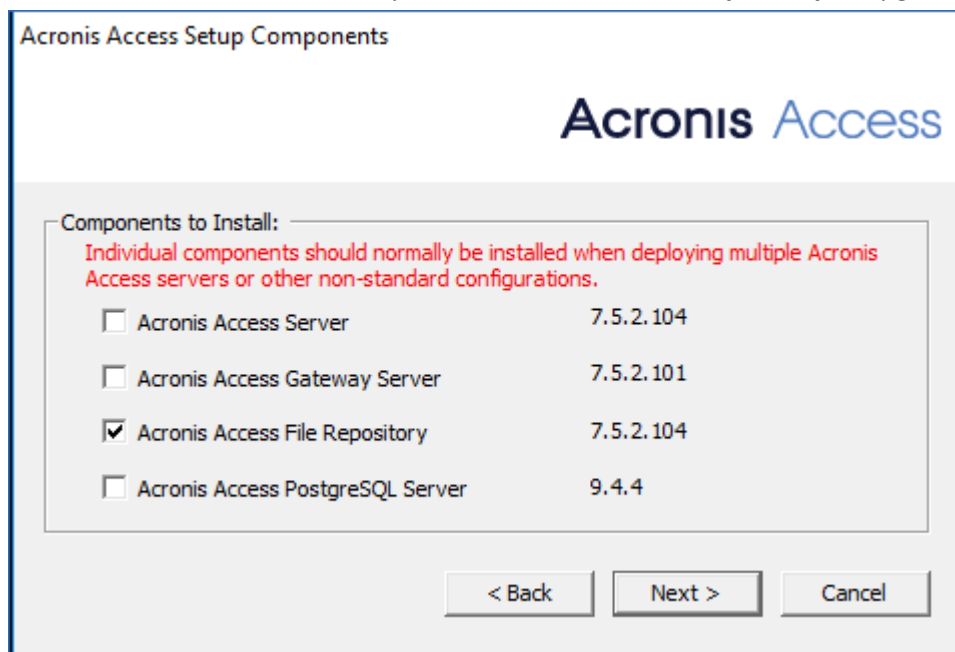 Acronis Access Setup Components
Acronis Access
Components to Install:
Individual components should normally be installed when deploying multiple Acronis
Access servers or other non-standard configurations.
Acronis Access Server 7.5.2.104
Acronis Access Gateway Server 7.5.2.101
Acronis Access File Repository 7.5.2.104
Acronis Access PostgreSQL Server 9.4.4
< Back Next > Cancel